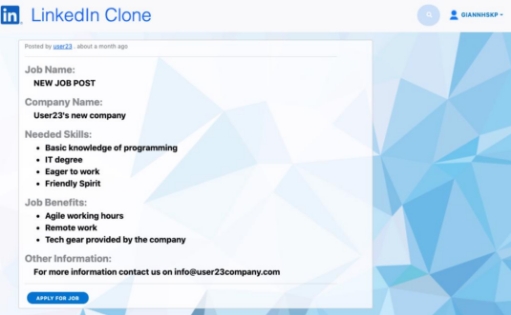 in LinkedIn Clone
GIANNHSKP
Posted by user23 . about a month ago
Job Name:
NEW JOB POST
Company Name:
User23's new company
Needed Skills:
• Basic knowledge of programming
• IT degree
• Eager to work
• Friendly Spirit
Job Benefits:
• Agile working hours
• Remote work
• Tech gear provided by the company
Other Information:
For more information contact us on info@user23company.com
APPLY FOR JOB